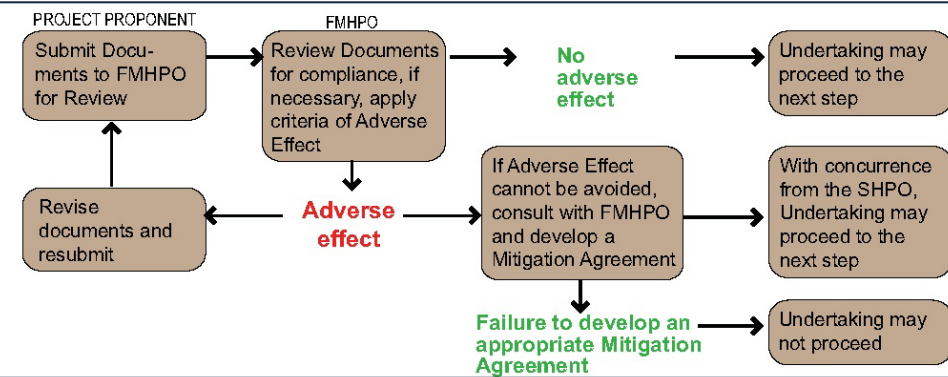 PROJECT PROPONENT
FMHPO
Submit Docu-
ments to FMHPO
for Review
Review Documents
for compliance, if
necessary, apply
criteria of Adverse
Effect
No
adverse
effect
Undertaking may
proceed to the
next step
Revise
documents and
resubmit
Adverse
effect
If Adverse Effect
cannot be avoided,
consult with FMHPO
and develop a
Mitigation Agreement
With concurrence
from the SHPO,
Undertaking may
proceed to the
next step
Failure to develop an
appropriate Mitigation
Agreement
Undertaking may
not proceed